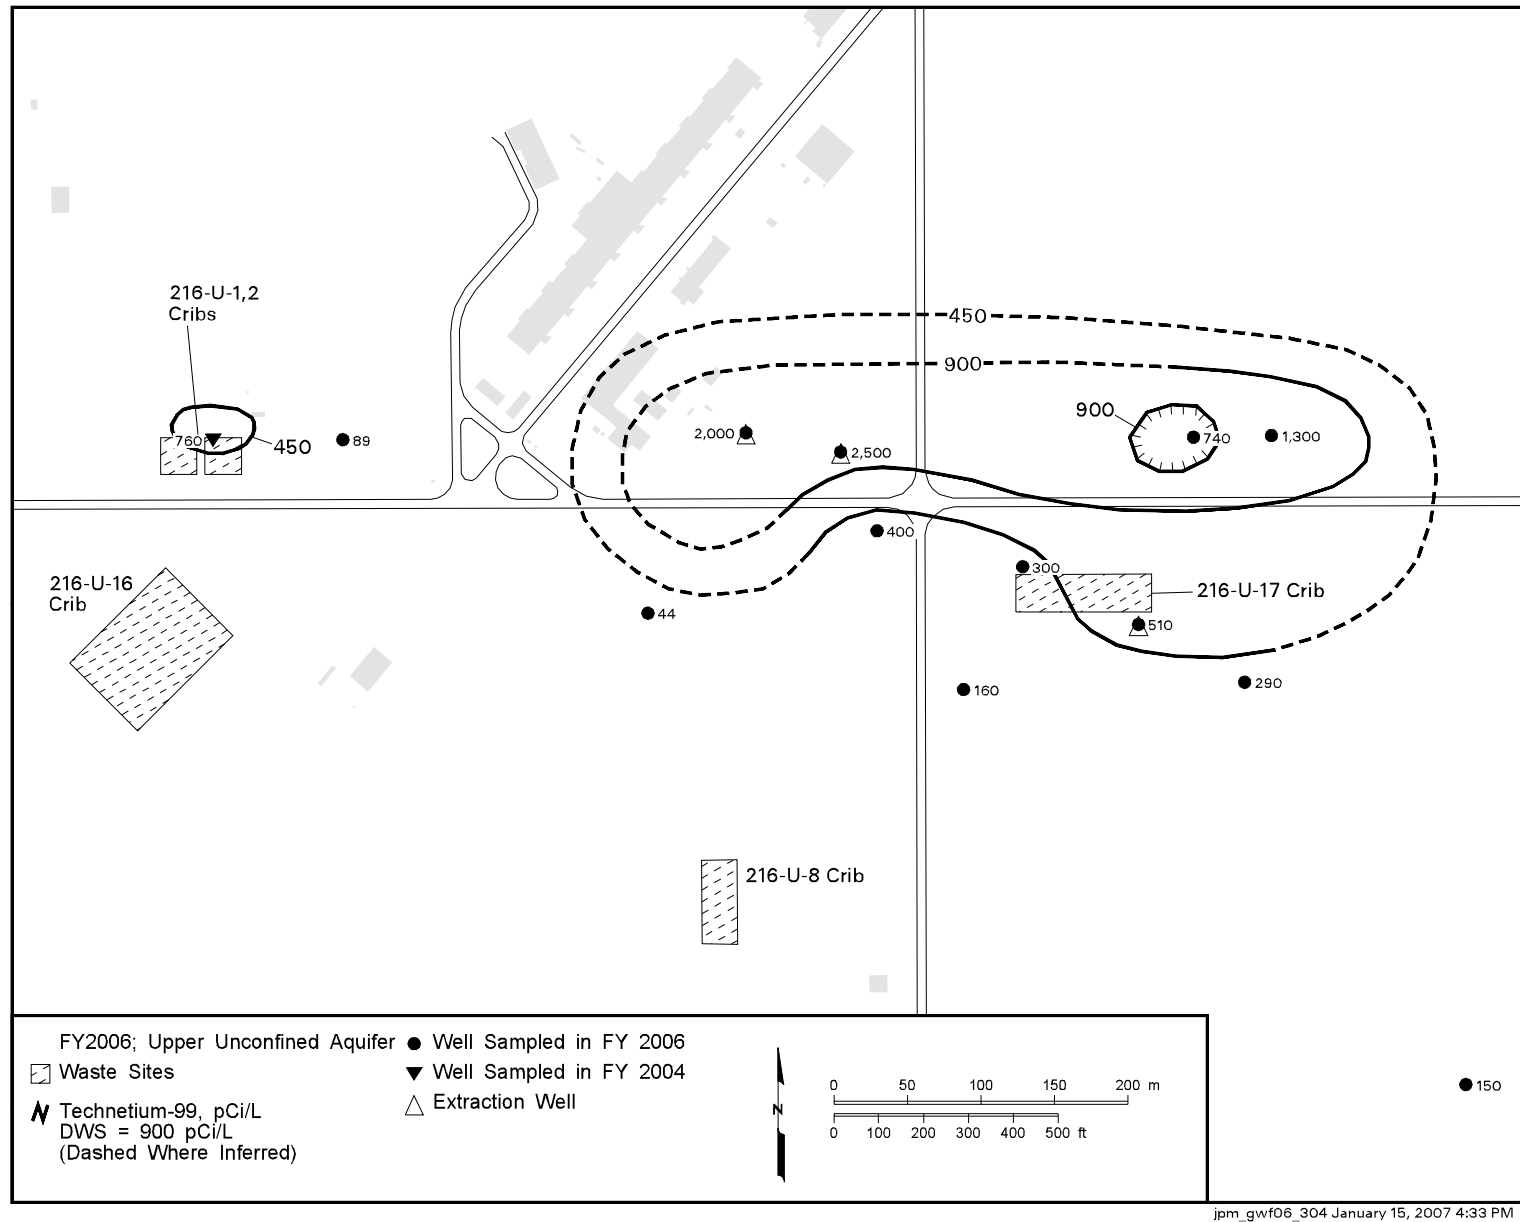 450
900
216-U-1,2
Cribs
760
450
89
2,000
2,500
900
740
1,300
400
300
216-U-17 Crib
510
44
160
290
216-U-16
Crib
216-U-8 Crib
150
FY2006; Upper Unconfined Aquifer
Waste Sites
Technetium-99, pCi/L
DWS = 900 pCi/L
(Dashed Where Inferred)
Well Sampled in FY 2006
Well Sampled in FY 2004
Extraction Well
N
0 50 100 150 200 m
0 100 200 300 400 500 ft
jpm_gwf06_304 January 15, 2007 4:33 PM